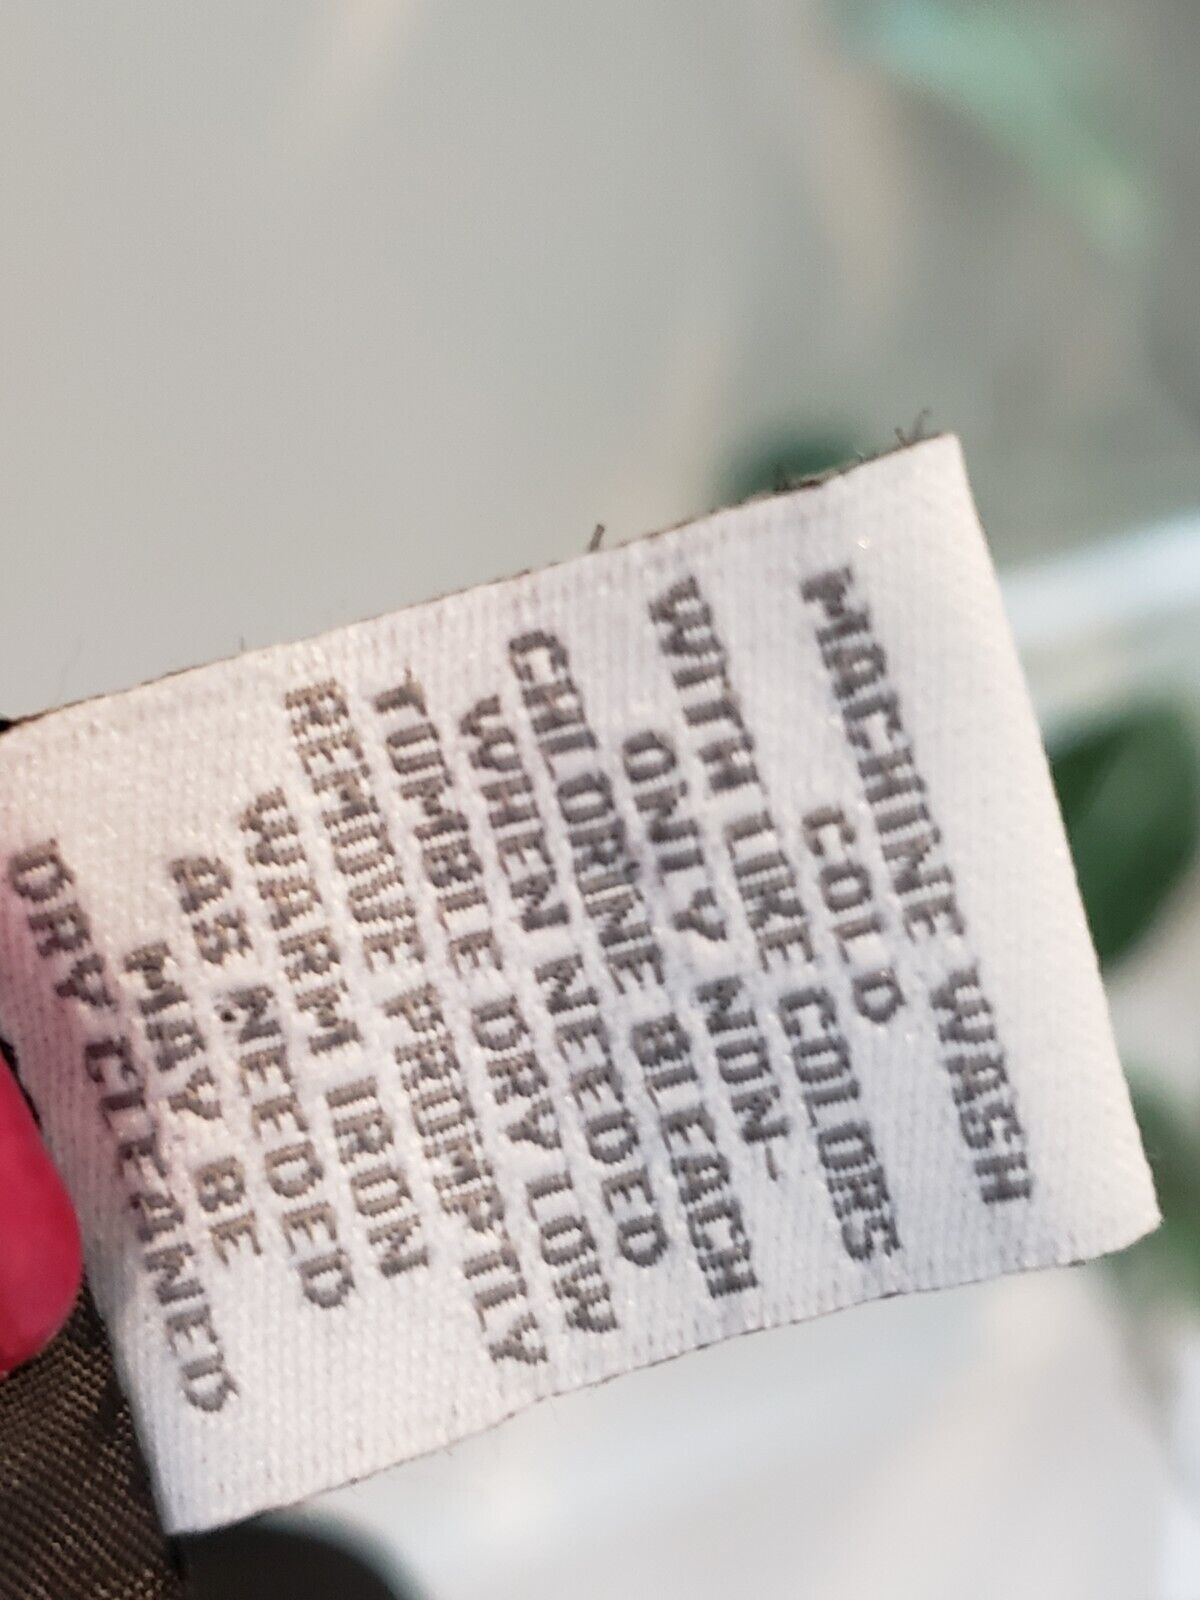 MACHINE WASH
COLD
WITH LIKE COLORS
ONLY NON-
CHLORINE BLEACH
WHEN NEEDED
TUMBLE DRY LOW
REMOVE PROMPTLY
WARM IRON
AS NEEDED
MAY BE
DRY CLEANED